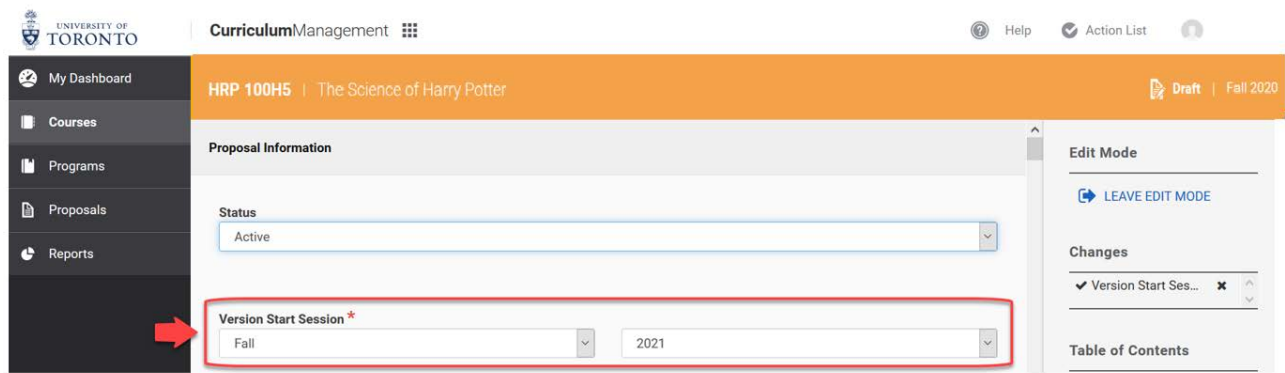 UNIVERSITY OF
TORONTO
CurriculumManagement
Help
Action List
My Dashboard
Courses
Programs
Proposals
Reports
HRP 100H5 | The Science of Harry Potter
Draft | Fall 2020
Proposal Information
Status
Active
Version Start Session *
Fall
2021
Edit Mode
LEAVE EDIT MODE
Changes
Version Start Ses...
Table of Contents